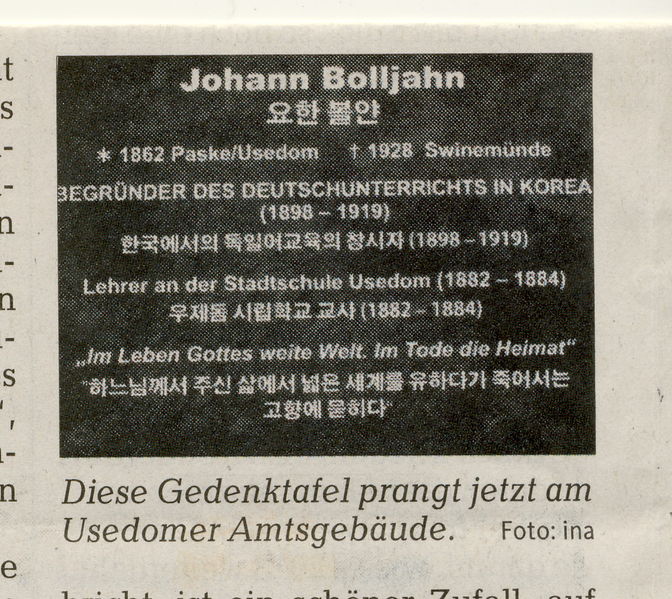 Johann Bolljahn
요한 볼얀
* 1862 Paske/Usedom † 1928 Swinemünde
BEGRÜNDER DES DEUTSCHUNTERRICHTS IN KOREA
(1898 – 1919)
한국에서의 독일어교육의 창시자 (1898 – 1919)
Lehrer an der Stadtschule Usedom (1882 – 1884)
우제돔 시립학교 교사 (1882 – 1884)
„Im Leben Gottes weite Welt. Im Tode die Heimat“
"하느님께서 주신 삶에서 넓은 세계를 유하다가 죽어서는
고향에 묻히다"
Diese Gedenktafel prangt jetzt am
Usedomer Amtsgebäude. Foto: ina
ist ein schöner Zufall, auf